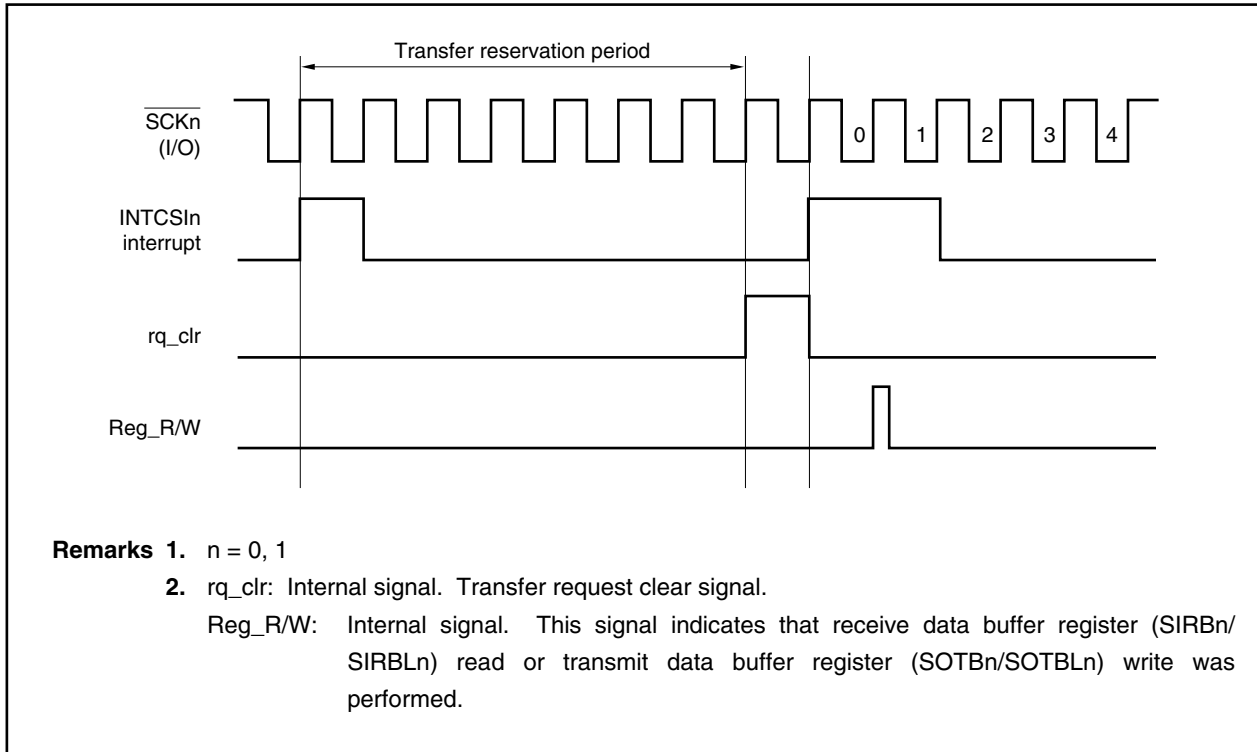 Transfer reservation period
SCKn
(I/O)
0 1 2 3 4
INTCSIn
interrupt
rq_clr
Reg_R/W
Remarks 1. n = 0, 1
2. rq_clr: Internal signal. Transfer request clear signal.
Reg_R/W: Internal signal. This signal indicates that receive data buffer register (SIRBn/
SIRBLn) read or transmit data buffer register (SOTBn/SOTBLn) write was
performed.